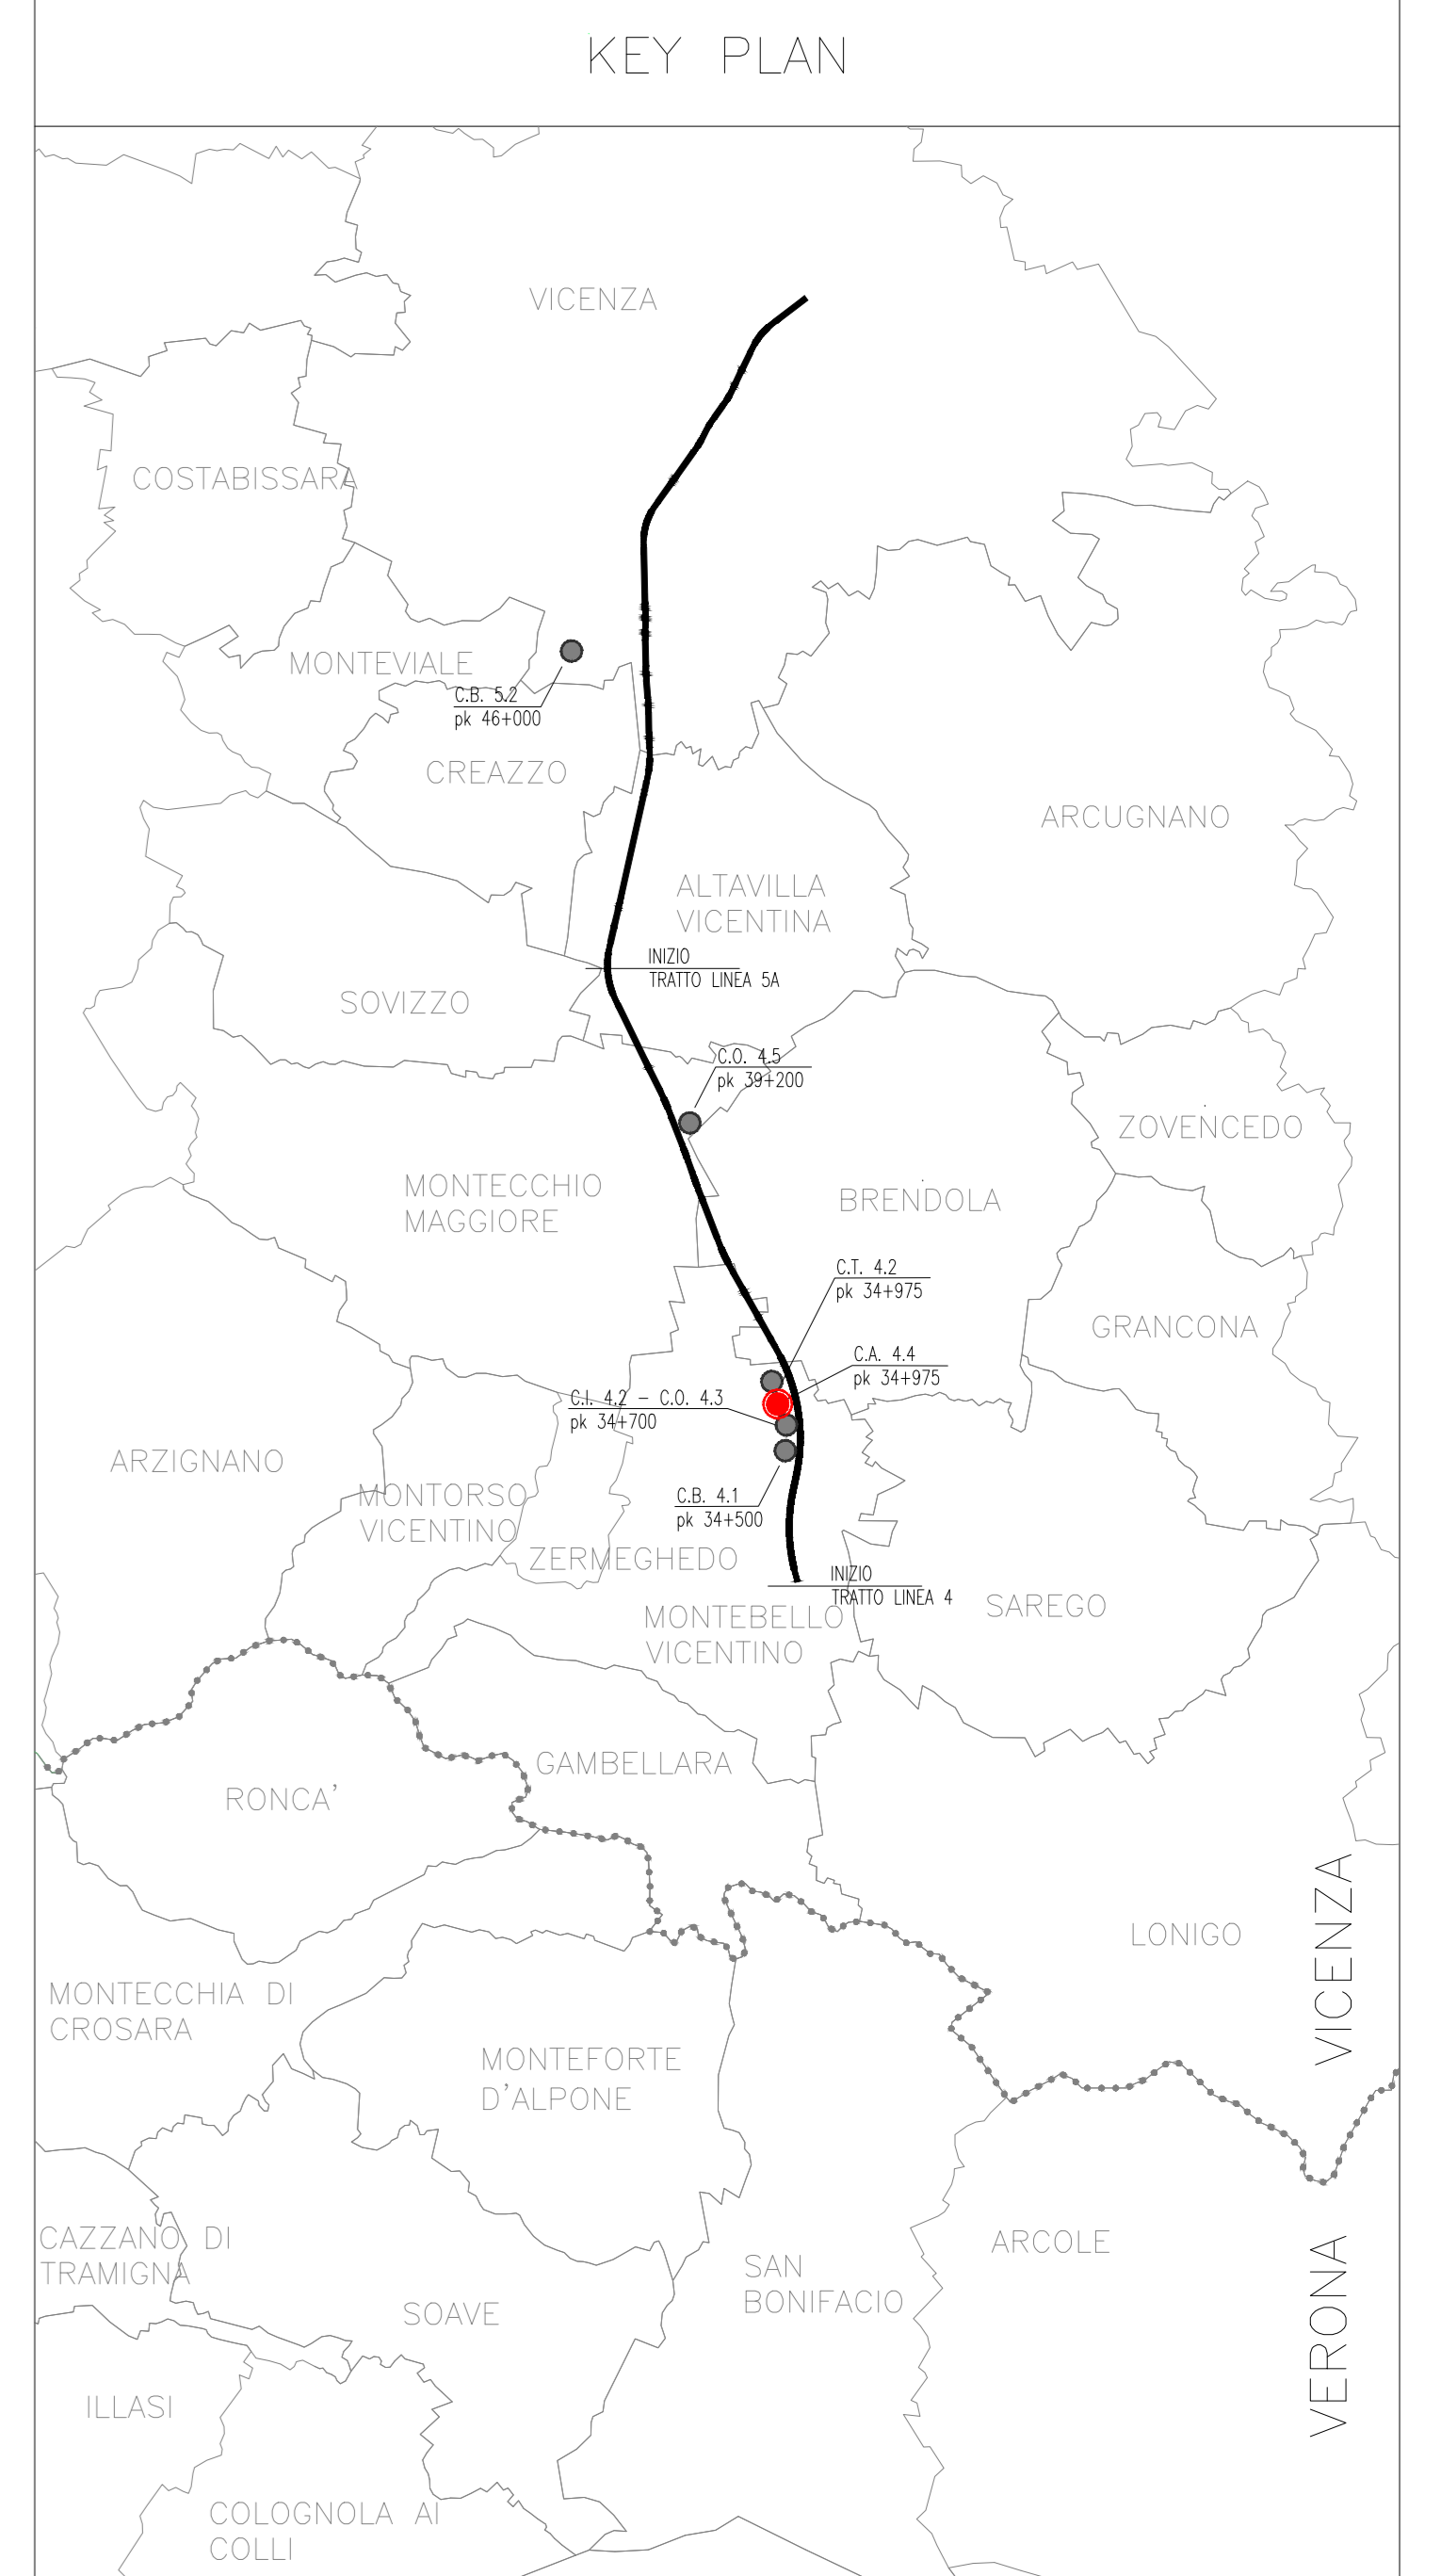 KEY PLAN
VICENZA
COSTABISSARA
MONTEVIALE
C.B. 5.2
pk 46+000
CREAZZO
ARCUGNANO
ALTAVILLA
VICENTINA
INIZIO
TRATTO LINEA 5A
SOVIZZO
C.O. 4.5
pk 39+200
ZOVENCEDO
MONTECCHIO
MAGGIORE
BRENDOLA
C.T. 4.2
pk 34+975
GRANCONA
C.A. 4.4
pk 34+975
C.I. 4.2 - C.O. 4.3
pk 34+700
ARZIGNANO
MONTORSO
VICENTINO
C.B. 4.1
pk 34+500
ZERMEGHEDO
INIZIO
TRATTO LINEA 4
SAREGO
MONTEBELLO
VICENTINO
GAMBELLARA
RONCA'
LONIGO
VICENZA
MONTECCHIA DI
CROSARA
MONTEFORTE
D'ALPONE
CAZZANO DI
TRAMIGNA
ARCOLE
SAN
BONIFACIO
VERONA
SOAVE
ILLASI
COLOGNOLA AI
COLLI